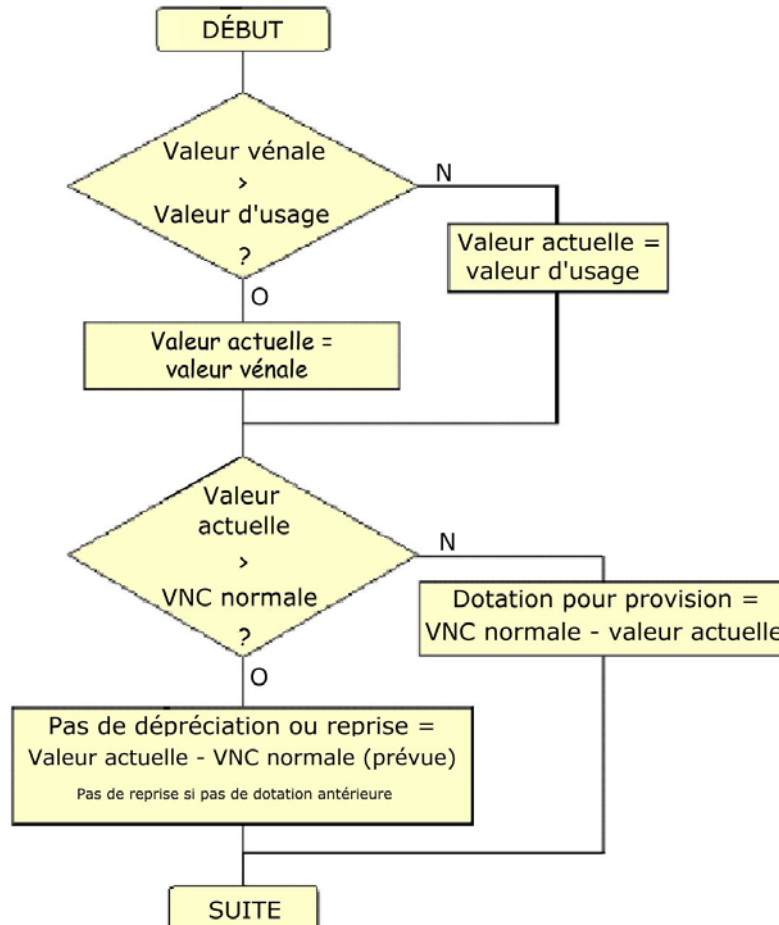 DÉBUT
Valeur vénale
>
Valeur d'usage
?
N
Valeur actuelle =
valeur d'usage
O
Valeur actuelle =
valeur vénale
Valeur
actuelle
>
VNC normale
?
N
Dotation pour provision =
VNC normale - valeur actuelle
O
Pas de dépréciation ou reprise =
Valeur actuelle - VNC normale (prévue)
Pas de reprise si pas de dotation antérieure
SUITE